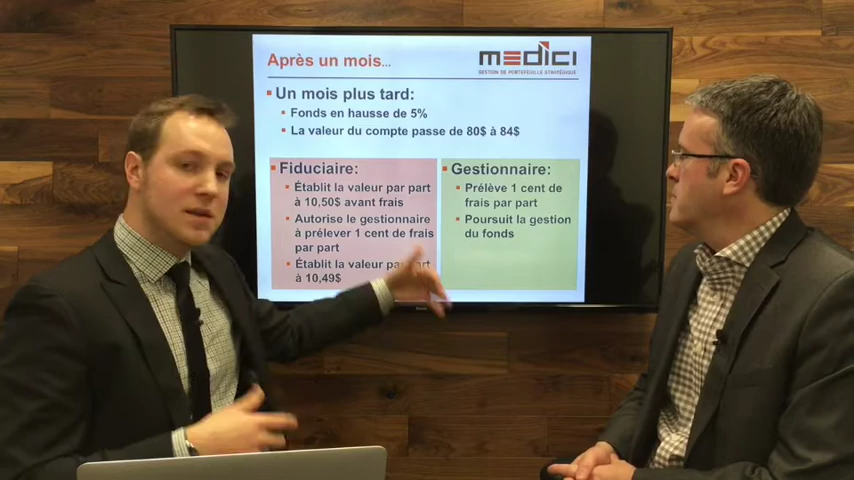 Après un mois...
MEDICI
GESTION DE PORTEFEUILLE STRATÉGIQUE
Un mois plus tard:
Fonds en hausse de 5%
La valeur du compte passe de 80$ à 84$
Fiduciaire:
Établit la valeur par part
à 10,50$ avant frais
Autorise le gestionnaire
à prélever 1 cent de frais
par part
Établit la valeur par part
à 10,49$
Gestionnaire:
Prélève 1 cent de
frais par part
Poursuit la gestion
du fonds